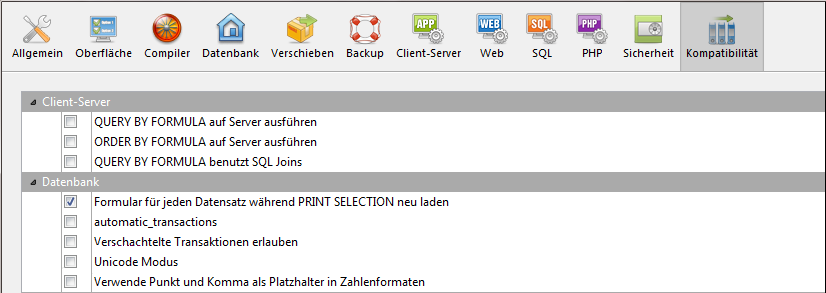 APP WEB SQL PHP
Allgemein Oberfläche Compiler Datenbank Verschieben Backup Client-Server Web SQL PHP Sicherheit Kompatibilität
Client-Server
QUERY BY FORMULA auf Server ausführen
ORDER BY FORMULA auf Server ausführen
QUERY BY FORMULA benutzt SQL Joins
Datenbank
Formular für jeden Datensatz während PRINT SELECTION neu laden
automatic_transactions
Verschachtelte Transaktionen erlauben
Unicode Modus
Verwende Punkt und Komma als Platzhalter in Zahlenformaten